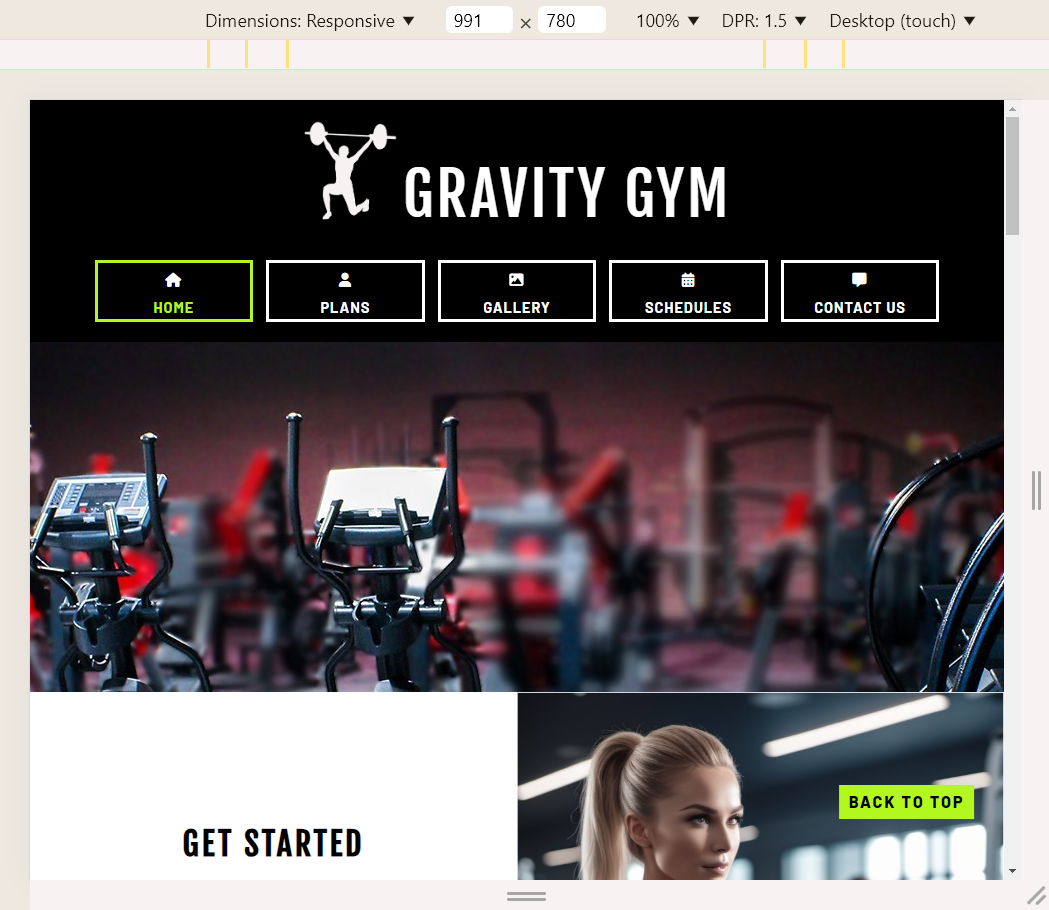 Dimensions: Responsive ▼ 991 × 780 100% ▼ DPR: 1.5 ▼ Desktop (touch) ▼
GRAVITY GYM
HOME PLANS GALLERY SCHEDULES CONTACT US
BACK TO TOP
GET STARTED